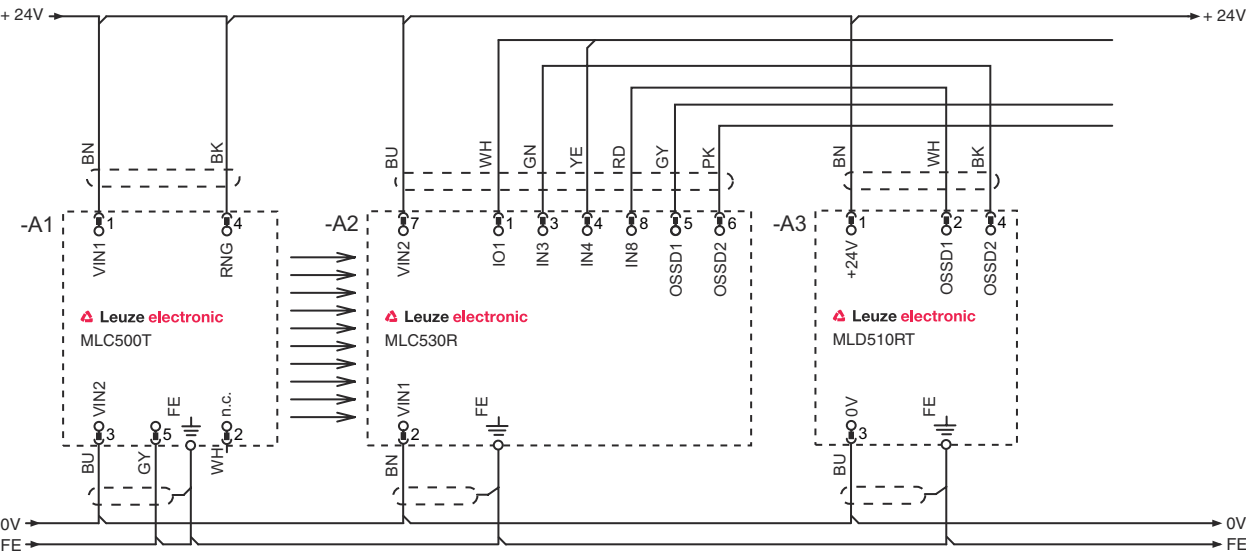 + 24V
+ 24V
BN
BK
BU
WH
GN
YE
RD
GY
PK
BN
WH
BK
-A1
1
4
-A2
7
1
3
4
8
5
6
-A3
1
2
4
VIN1
RNG
VIN2
IO1
IN3
IN4
IN8
OSSD1
OSSD2
+24V
OSSD1
OSSD2
Leuze electronic
MLC500T
Leuze electronic
MLC530R
Leuze electronic
MLD510RT
VIN2
FE
n.c.
VIN1
FE
0V
FE
3
5
2
2
3
BU
GY
WH
BN
BU
0V
0V
FE
FE